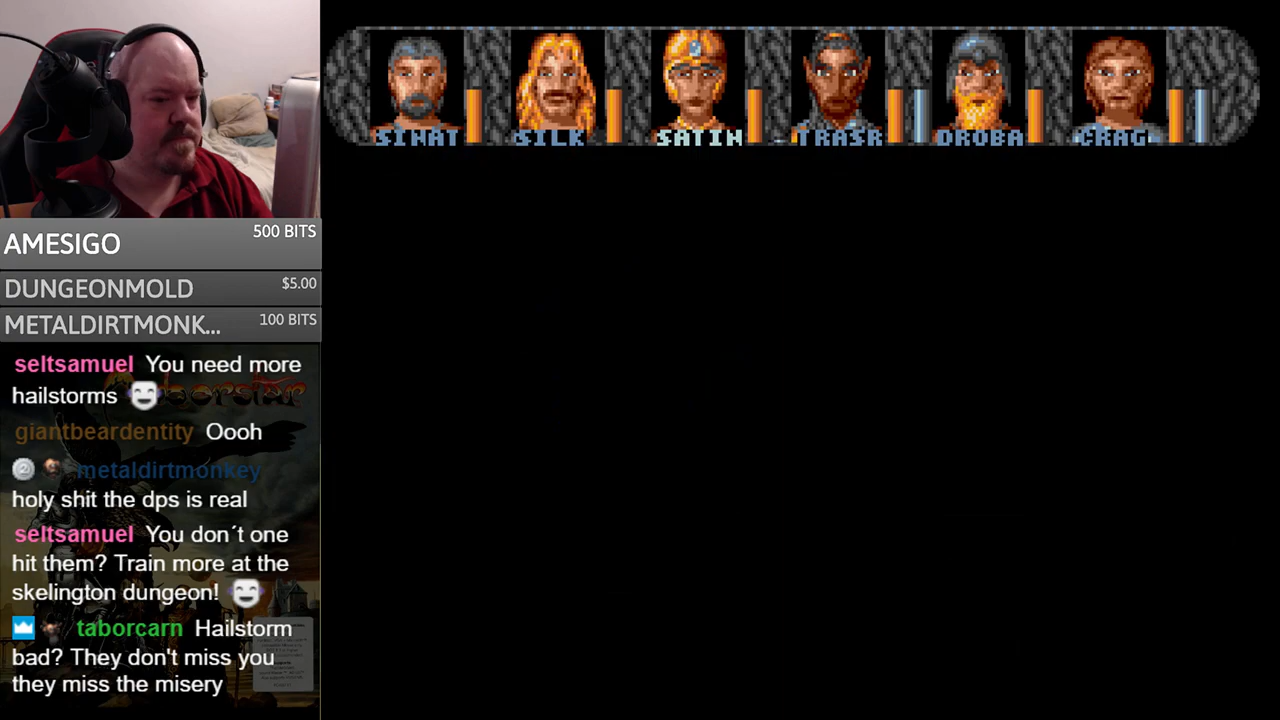 SINAT SILK SATIN TRASR DROBA CRAG
AMESIGO 500 BITS
DUNGEONMOLD $5.00
METALDIRTMONK... 100 BITS
seltsamuel You need more
hailstorms
giantbeardentity Oooh
2 metaldirtmonkey
holy shit the dps is real
seltsamuel You don´t one
hit them? Train more at the
skelington dungeon!
taborcarn Hailstorm
bad? They don't miss you
they miss the misery